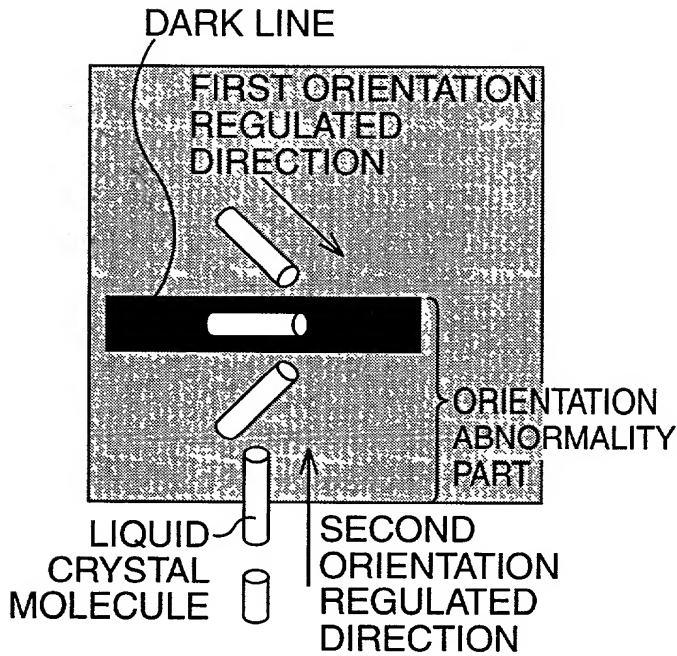 DARK LINE
FIRST ORIENTATION
REGULATED
DIRECTION
ORIENTATION
ABNORMALITY
PART
LIQUID
CRYSTAL
MOLECULE
SECOND
ORIENTATION
REGULATED
DIRECTION